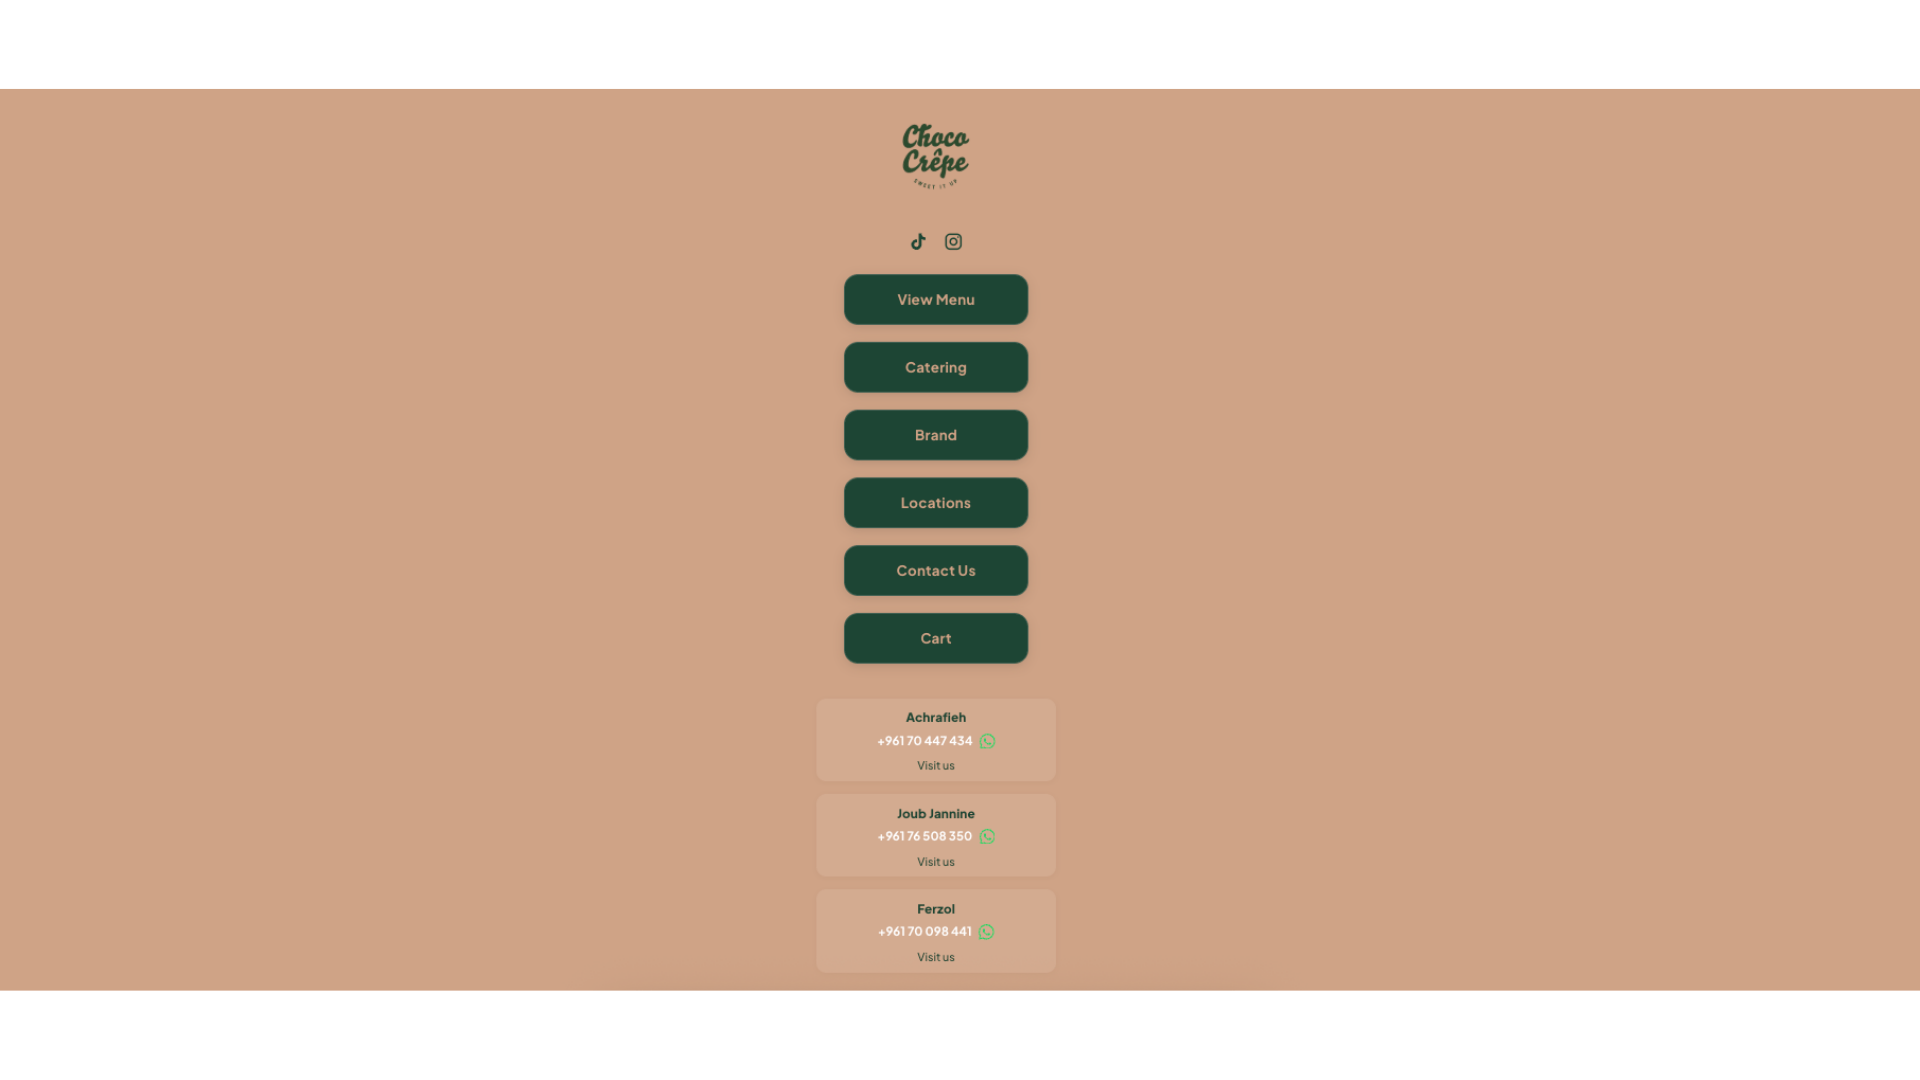 Choco
Crêpe
SWEET IT UP
View Menu
Catering
Brand
Locations
Contact Us
Cart
Achrafieh
+961 70 447 434
Visit us
Joub Jannine
+961 76 508 350
Visit us
Ferzol
+961 70 098 441
Visit us